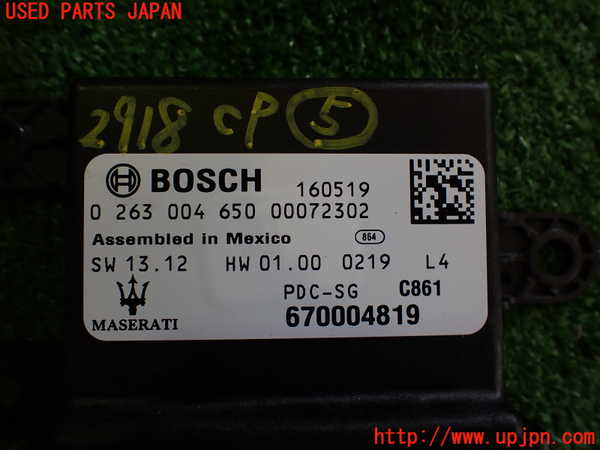 USED PARTS JAPAN
2918 CP 5
BOSCH 160519
0 263 004 650 00072302
Assembled in Mexico 864
SW 13.12 HW 01.00 0219 L4
PDC-SG C861
MASERATI 670004819
http://www.upjpn.com/